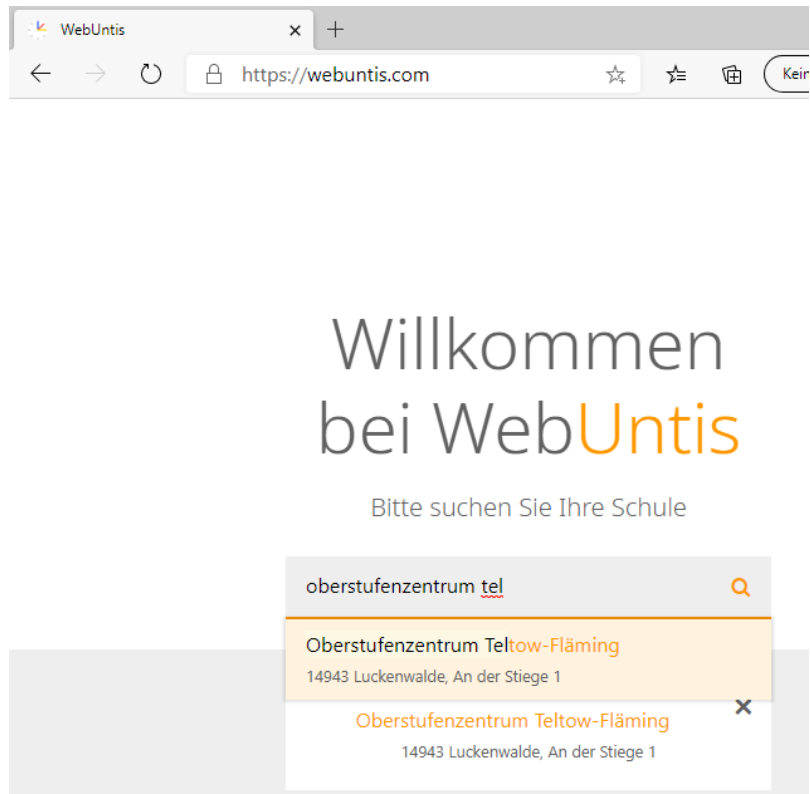 WebUntis
https://webuntis.com
Kein
Willkommen
bei WebUntis
Bitte suchen Sie Ihre Schule
oberstufenzentrum tel
Oberstufenzentrum Teltow-Fläming
14943 Luckenwalde, An der Stiege 1
Oberstufenzentrum Teltow-Fläming
14943 Luckenwalde, An der Stiege 1